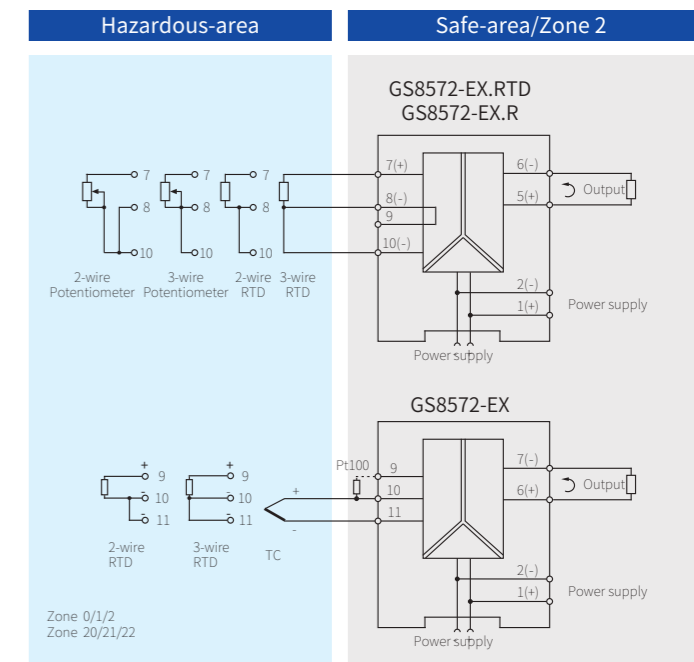 Hazardous-area
Safe-area/Zone 2
GS8572-EX.RTD
GS8572-EX.R
7
7
7
7(+)
6(-)
Output
8
8
8
8(-)
5(+)
9
10
10
10
10(-)
2-wire
Potentiometer
3-wire
Potentiometer
2-wire
RTD
3-wire
RTD
2(-)
1(+)
Power supply
Power supply
+
GS8572-EX
+
9
+
9
Pt100
9
7(-)
Output
-
10
-
10
+
10
6(+)
-
11
-
11
-
11
2-wire
RTD
3-wire
RTD
TC
2(-)
1(+)
Power supply
Zone 0/1/2
Zone 20/21/22
Power supply
- +